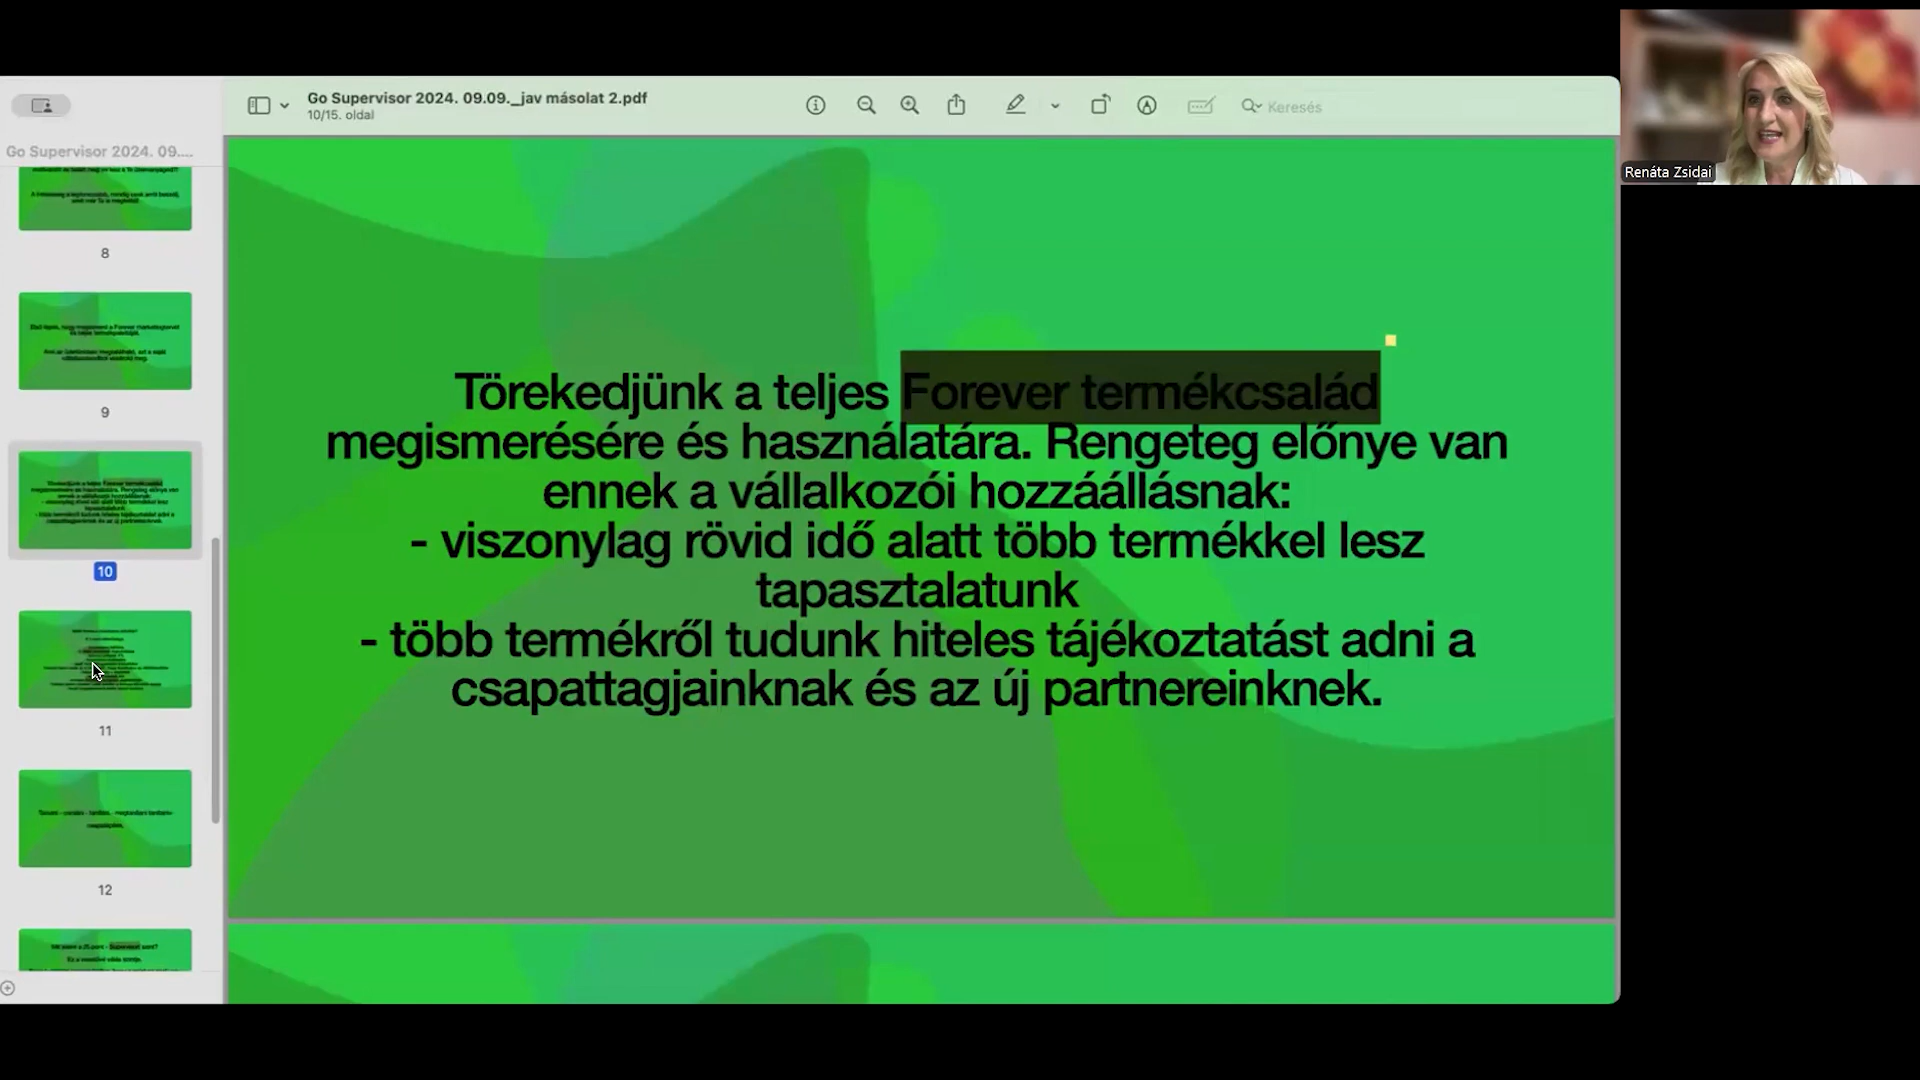 Go Supervisor 2024. 09.09._jav másolat 2.pdf
10/15. oldal
Keresés
Renáta Zsidai
Go Supervisor 2024. 09....
8
9
10
11
12
Törekedjünk a teljes Forever termékcsalád
megismerésére és használatára. Rengeteg előnye van
ennek a vállalkozói hozzáállásnak:
- viszonylag rövid idő alatt több termékkel lesz
tapasztalatunk
- több termékről tudunk hiteles tájékoztatást adni a
csapattagjainknak és az új partnereinknek.